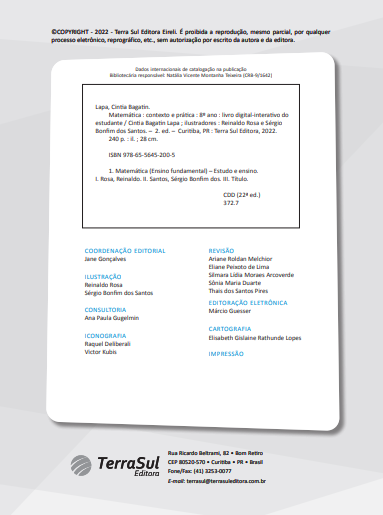 ©COPYRIGHT - 2022 - Terra Sul Editora Eireli. É proibida a reprodução, mesmo parcial, por qualquer
processo eletrônico, reprográfico, etc., sem autorização por escrito da autora e da editora.
Dados internacionais de catalogação na publicação
Bibliotecária responsável: Natália Vicente Montanha Teixeira (CRB-9/1642)
Lapa, Cintia Bagatin.
Matemática : contexto e prática : 8º ano : livro digital-interativo do
estudante / Cintia Bagatin Lapa ; ilustradores : Reinaldo Rosa e Sérgio
Bonfim dos Santos. – 2. ed. – Curitiba, PR : Terra Sul Editora, 2022.
240 p. : il. ; 28 cm.
ISBN 978-65-5645-200-5
1. Matemática (Ensino fundamental) – Estudo e ensino.
I. Rosa, Reinaldo. II. Santos, Sérgio Bonfim dos. III. Título.
CDD (22ª ed.)
372.7
COORDENAÇÃO EDITORIAL
Jane Gonçalves
ILUSTRAÇÃO
Reinaldo Rosa
Sérgio Bonfim dos Santos
CONSULTORIA
Ana Paula Gugelmin
ICONOGRAFIA
Raquel Deliberali
Victor Kubis
REVISÃO
Ariane Roldan Melchior
Eliane Peixoto de Lima
Silmara Lídia Moraes Arcoverde
Sônia Maria Duarte
Thais dos Santos Pires
EDITORAÇÃO ELETRÔNICA
Márcio Guesser
CARTOGRAFIA
Elisabeth Gislaine Rathunde Lopes
IMPRESSÃO
TerraSul
Editora
Rua Ricardo Beltrami, 82 • Bom Retiro
CEP 80520-570 • Curitiba • PR • Brasil
Fone/Fax: (41) 3253-0077
E-mail: terrasul@terrasuleditora.com.br